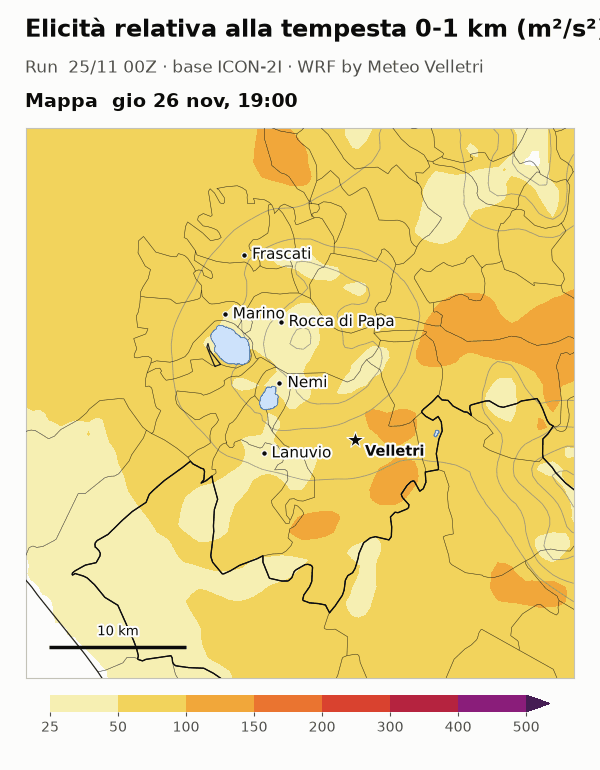 Elicità relativa alla tempesta 0-1 km (m²/s²)
Run 25/11 00Z · base ICON-2I · WRF by Meteo Velletri
Mappa gio 26 nov, 19:00
Frascati
Marino
Rocca di Papa
Nemi
Velletri
Lanuvio
10 km
25 50 100 150 200 300 400 500